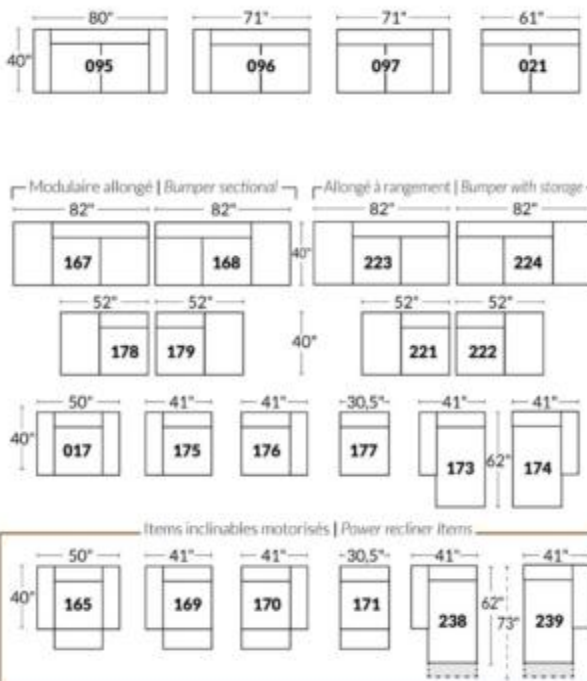 80" 71" 71" 61"
40" 095 096 097 021
Modulaire allongé | Bumper sectional Allongé à rangement | Bumper with storage
82" 82" 82" 82"
167 168 40" 223 224
52" 52" 52" 52"
178 179 40" 221 222
50" 41" 41" 30,5" 41" 41"
40" 017 175 176 177 173 62" 174
Items inclinables motorisés | Power recliner items
50" 41" 41" 30,5" 41" 41"
40" 165 169 170 171 238 62" 73" 239